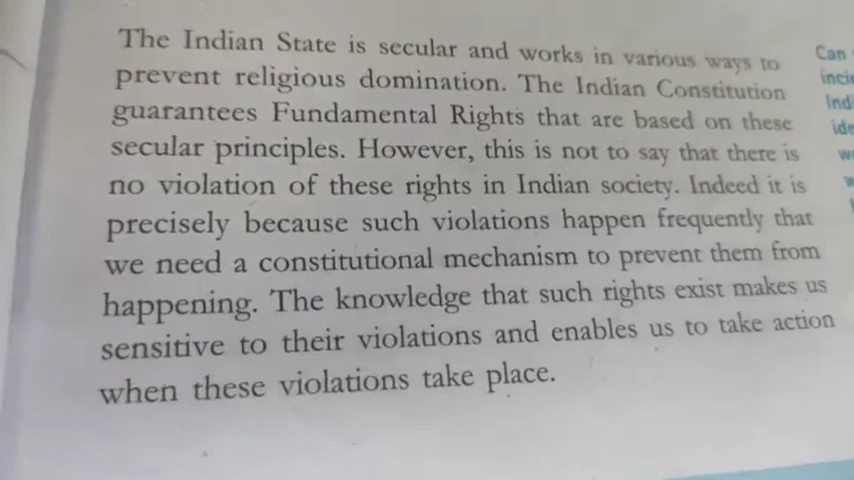 The Indian State is secular and works in various ways to
prevent religious domination. The Indian Constitution
guarantees Fundamental Rights that are based on these
secular principles. However, this is not to say that there is
no violation of these rights in Indian society. Indeed it is
precisely because such violations happen frequently that
we need a constitutional mechanism to prevent them from
happening. The knowledge that such rights exist makes us
sensitive to their violations and enables us to take action
when these violations take place.
Can